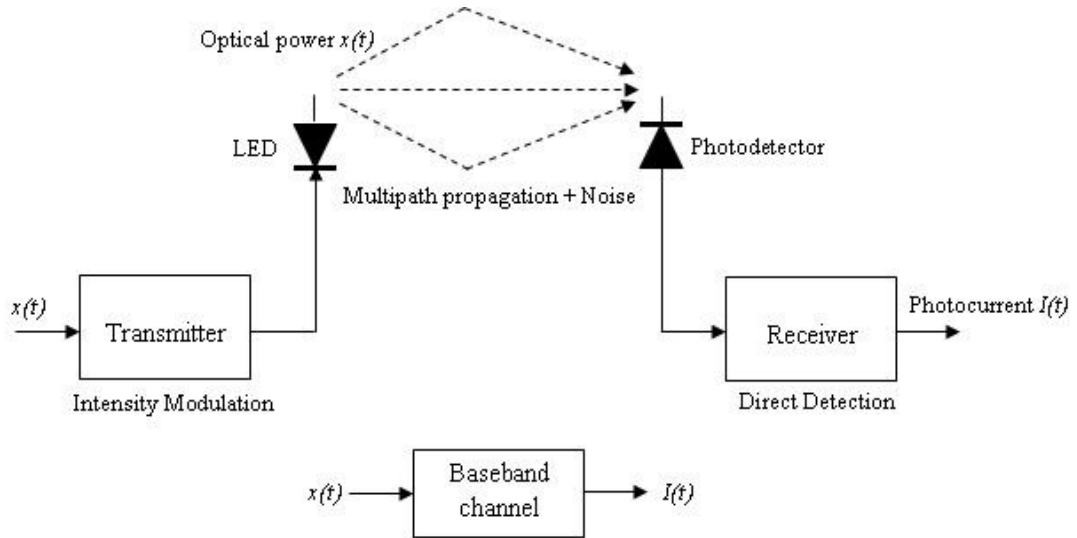 Optical power x(t)
LED
Photodetector
Multipath propagation + Noise
x(t)
Transmitter
Intensity Modulation
Receiver
Photocurrent I(t)
Direct Detection
x(t)
Baseband
channel
I(t)